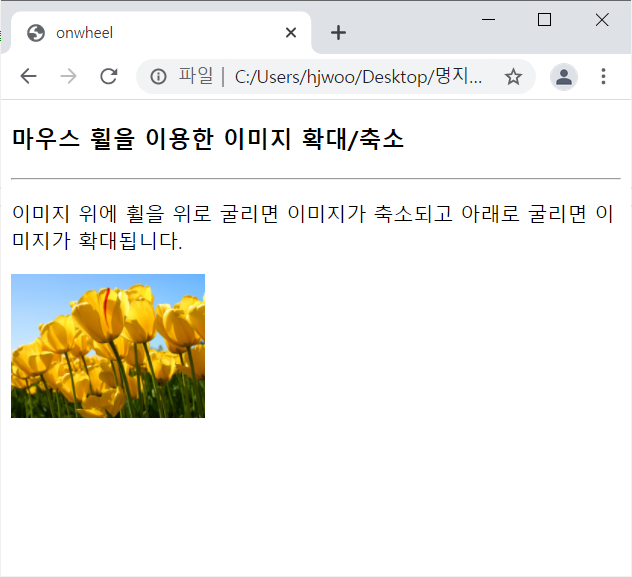 onwheel
파일 | C:/Users/hjwoo/Desktop/명지...
마우스 휠을 이용한 이미지 확대/축소
이미지 위에 휠을 위로 굴리면 이미지가 축소되고 아래로 굴리면 이
미지가 확대됩니다.